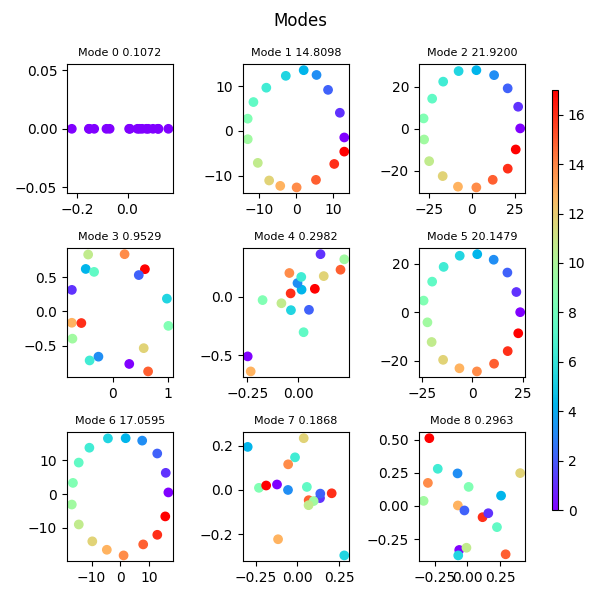 Modes
Mode 0 0.1072
Mode 1 14.8098
Mode 2 21.9200
0.05
0.00
−0.05
−0.2 0.0
10
0
−10
−10 0 10
20
0
−20
−25 0 25
Mode 3 0.9529
Mode 4 0.2982
Mode 5 20.1479
0.5
0.0
−0.5
0 1
0.0
−0.5
−0.25 0.00
20
0
−20
−25 0 25
Mode 6 17.0595
Mode 7 0.1868
Mode 8 0.2963
10
0
−10
−10 0 10
0.2
0.0
−0.2
−0.25 0.00 0.25
0.50
0.25
0.00
−0.25
−0.25 0.00 0.25
16
14
12
10
8
6
4
2
0